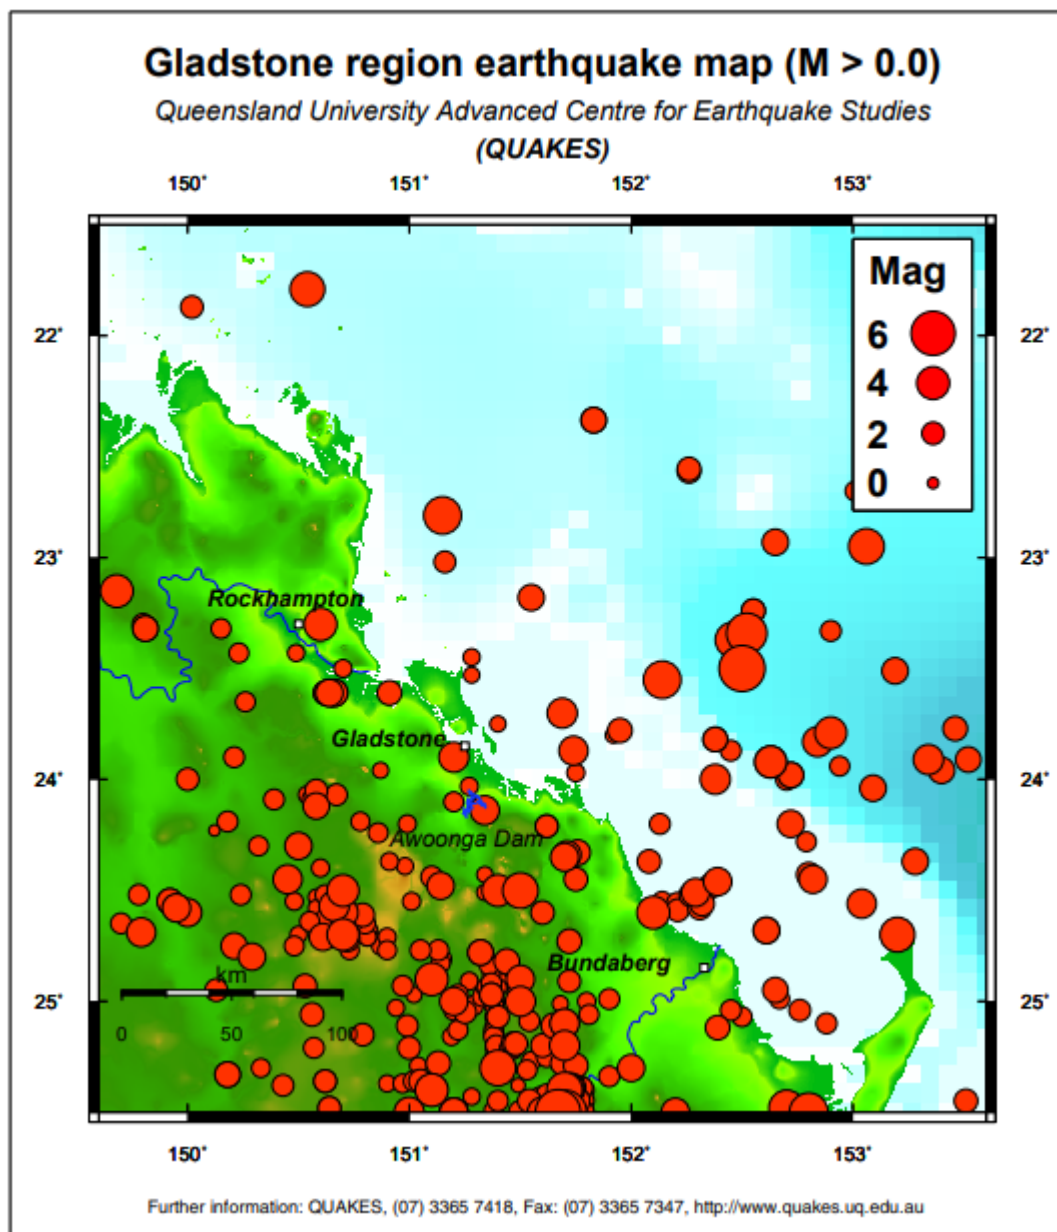 Gladstone region earthquake map (M > 0.0)
Queensland University Advanced Centre for Earthquake Studies
(QUAKES)
150° 151° 152° 153°
Mag
6
4
2
0
22° 22°
23° 23°
Rockhampton
Gladstone
24° 24°
Awoonga Dam
Bundaberg
km
25° 25°
0 50 100
150° 151° 152° 153°
Further information: QUAKES, (07) 3365 7418, Fax: (07) 3365 7347, http://www.quakes.uq.edu.au